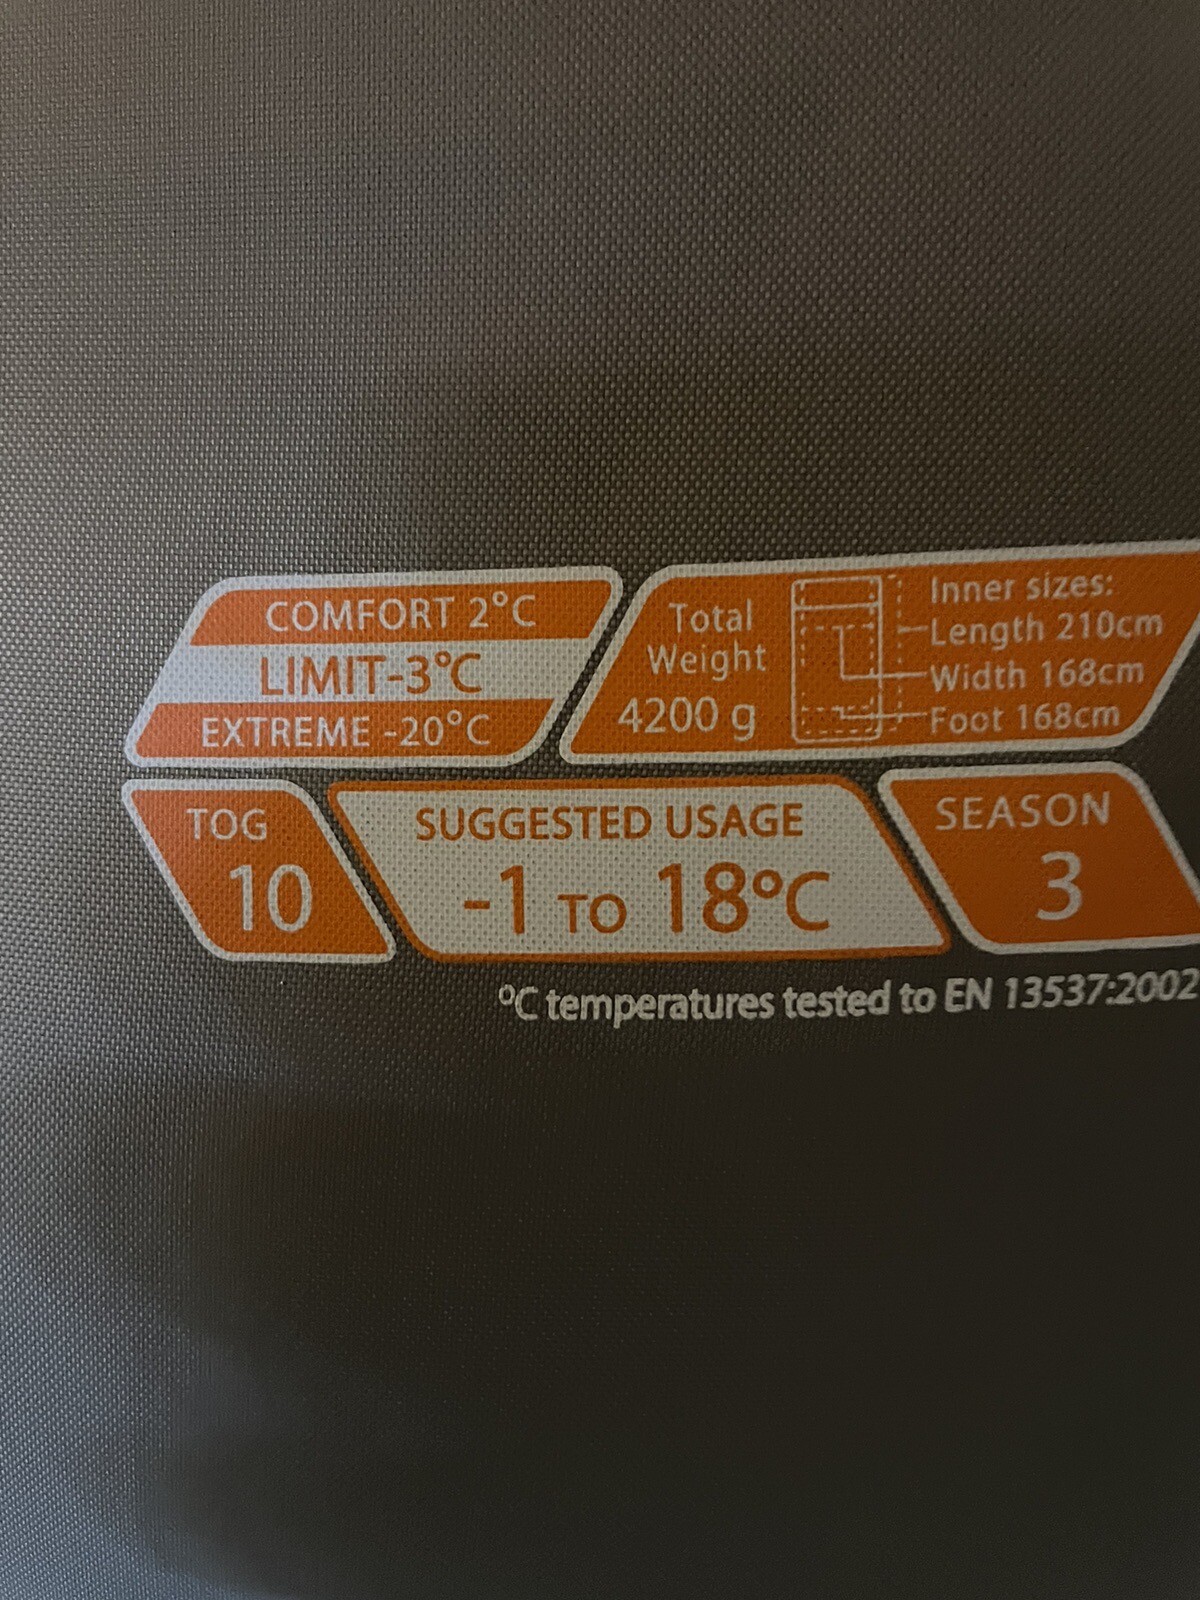 COMFORT 2°C
LIMIT-3°C
EXTREME -20°C
Total
Weight
4200 g
Inner sizes:
Length 210cm
Width 168cm
Foot 168cm
TOG
10
SUGGESTED USAGE
-1 TO 18°C
SEASON
3
°C temperatures tested to EN 13537:2002